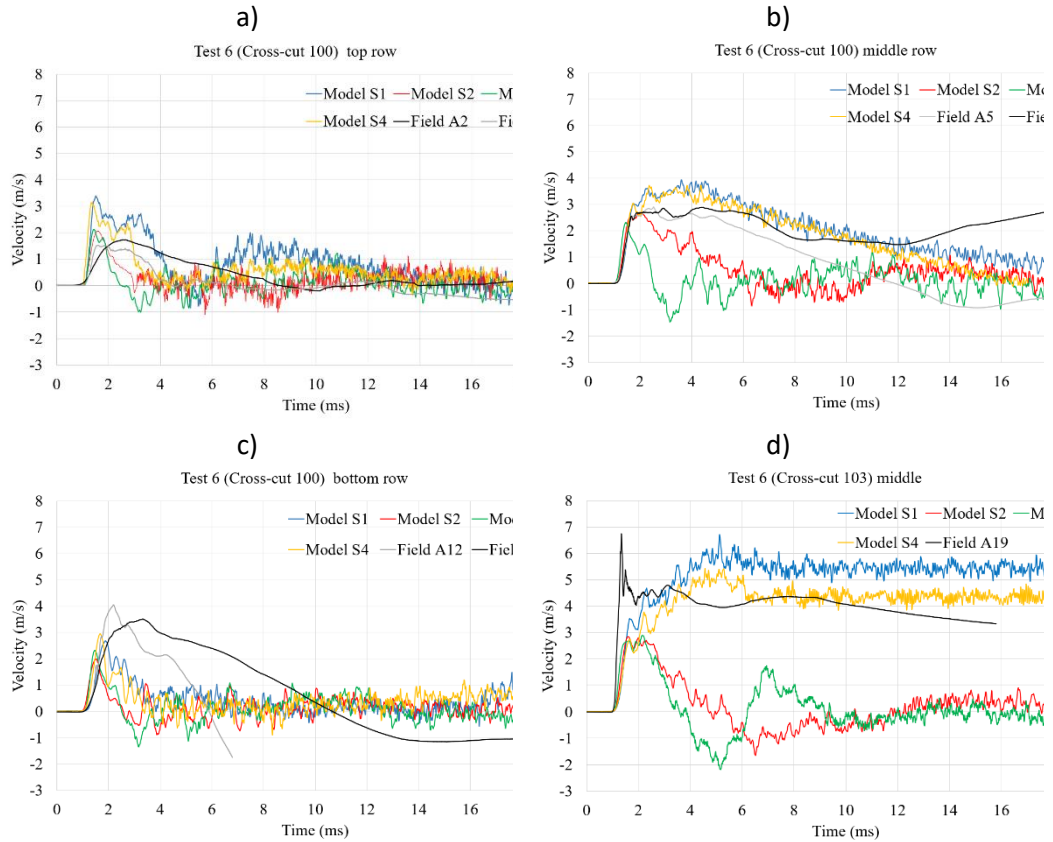 a)
Test 6 (Cross-cut 100) top row
Model S1 Model S2 M
Model S4 Field A2 Fie
8
7
6
5
4
3
2
1
0
-1
-2
-3
Velocity (m/s)
0 2 4 6 8 10 12 14 16
Time (ms)
b)
Test 6 (Cross-cut 100) middle row
Model S1 Model S2 Mo
Model S4 Field A5 Fiel
8
7
6
5
4
3
2
1
0
-1
-2
-3
Velocity (m/s)
0 2 4 6 8 10 12 14 16
Time (ms)
c)
Test 6 (Cross-cut 100) bottom row
Model S1 Model S2 Mo
Model S4 Field A12 Fiel
8
7
6
5
4
3
2
1
0
-1
-2
-3
Velocity (m/s)
0 2 4 6 8 10 12 14 16
Time (ms)
d)
Test 6 (Cross-cut 103) middle
Model S1 Model S2 M
Model S4 Field A19
8
7
6
5
4
3
2
1
0
-1
-2
-3
Velocity (m/s)
0 2 4 6 8 10 12 14 16
Time (ms)